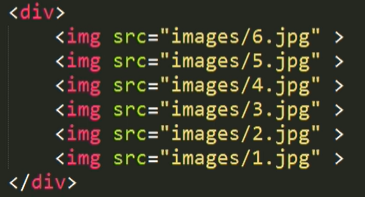 <div>
<img src="images/6.jpg" >
<img src="images/5.jpg" >
<img src="images/4.jpg" >
<img src="images/3.jpg" >
<img src="images/2.jpg" >
<img src="images/1.jpg" >
</div>